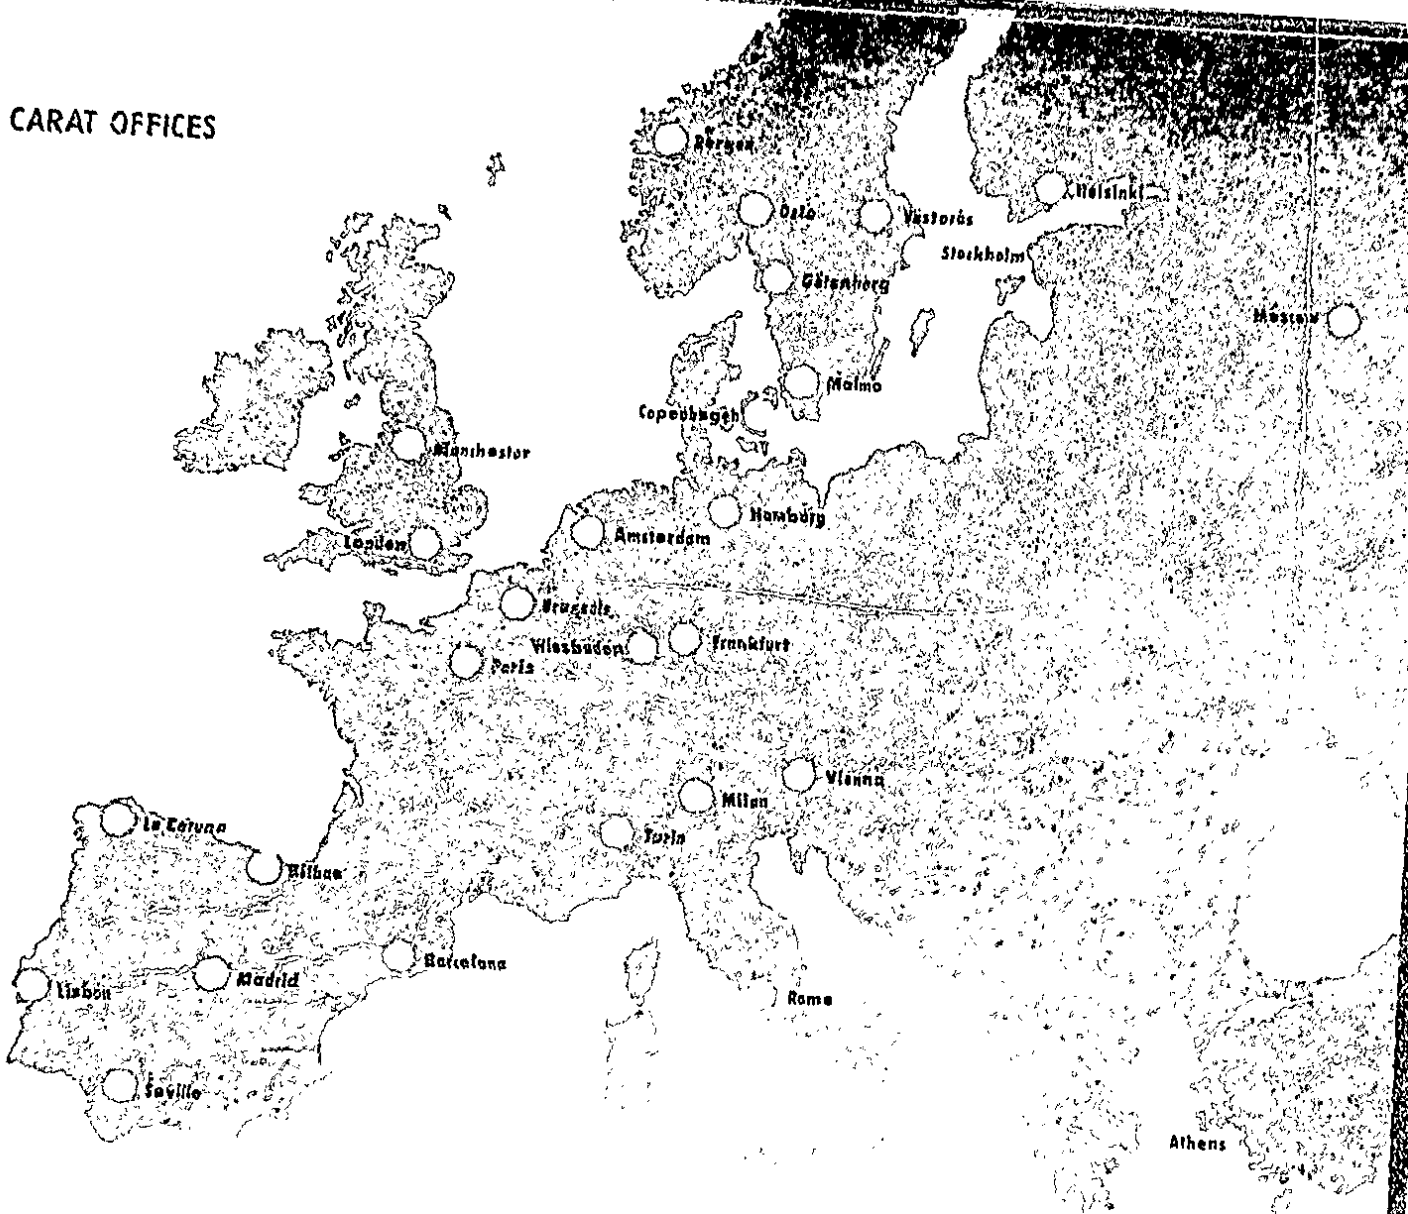 CARAT OFFICES
Bergen
Helsinki
Oslo
Västerås
Stockholm
Götenborg
Moscow
Malmo
Copenhagen
Manchester
Hamburg
London
Amsterdam
Brussels
Wiesbaden
Frankfurt
Paris
Vienna
Milan
La Coruna
Turin
Bilbao
Barcelona
Madrid
Lisbon
Rome
Seville
Athens